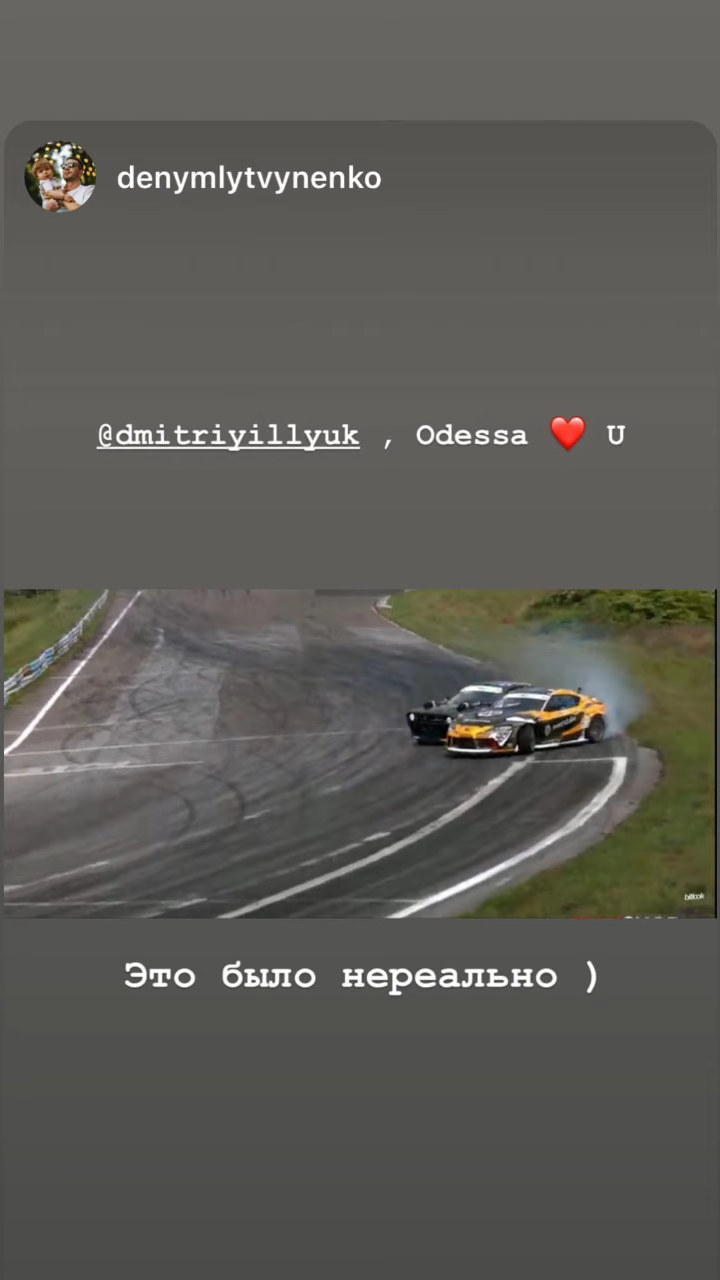 denymlytvynenko
@dmitriyillyuk , Odessa ❤️ U
Это было нереально )